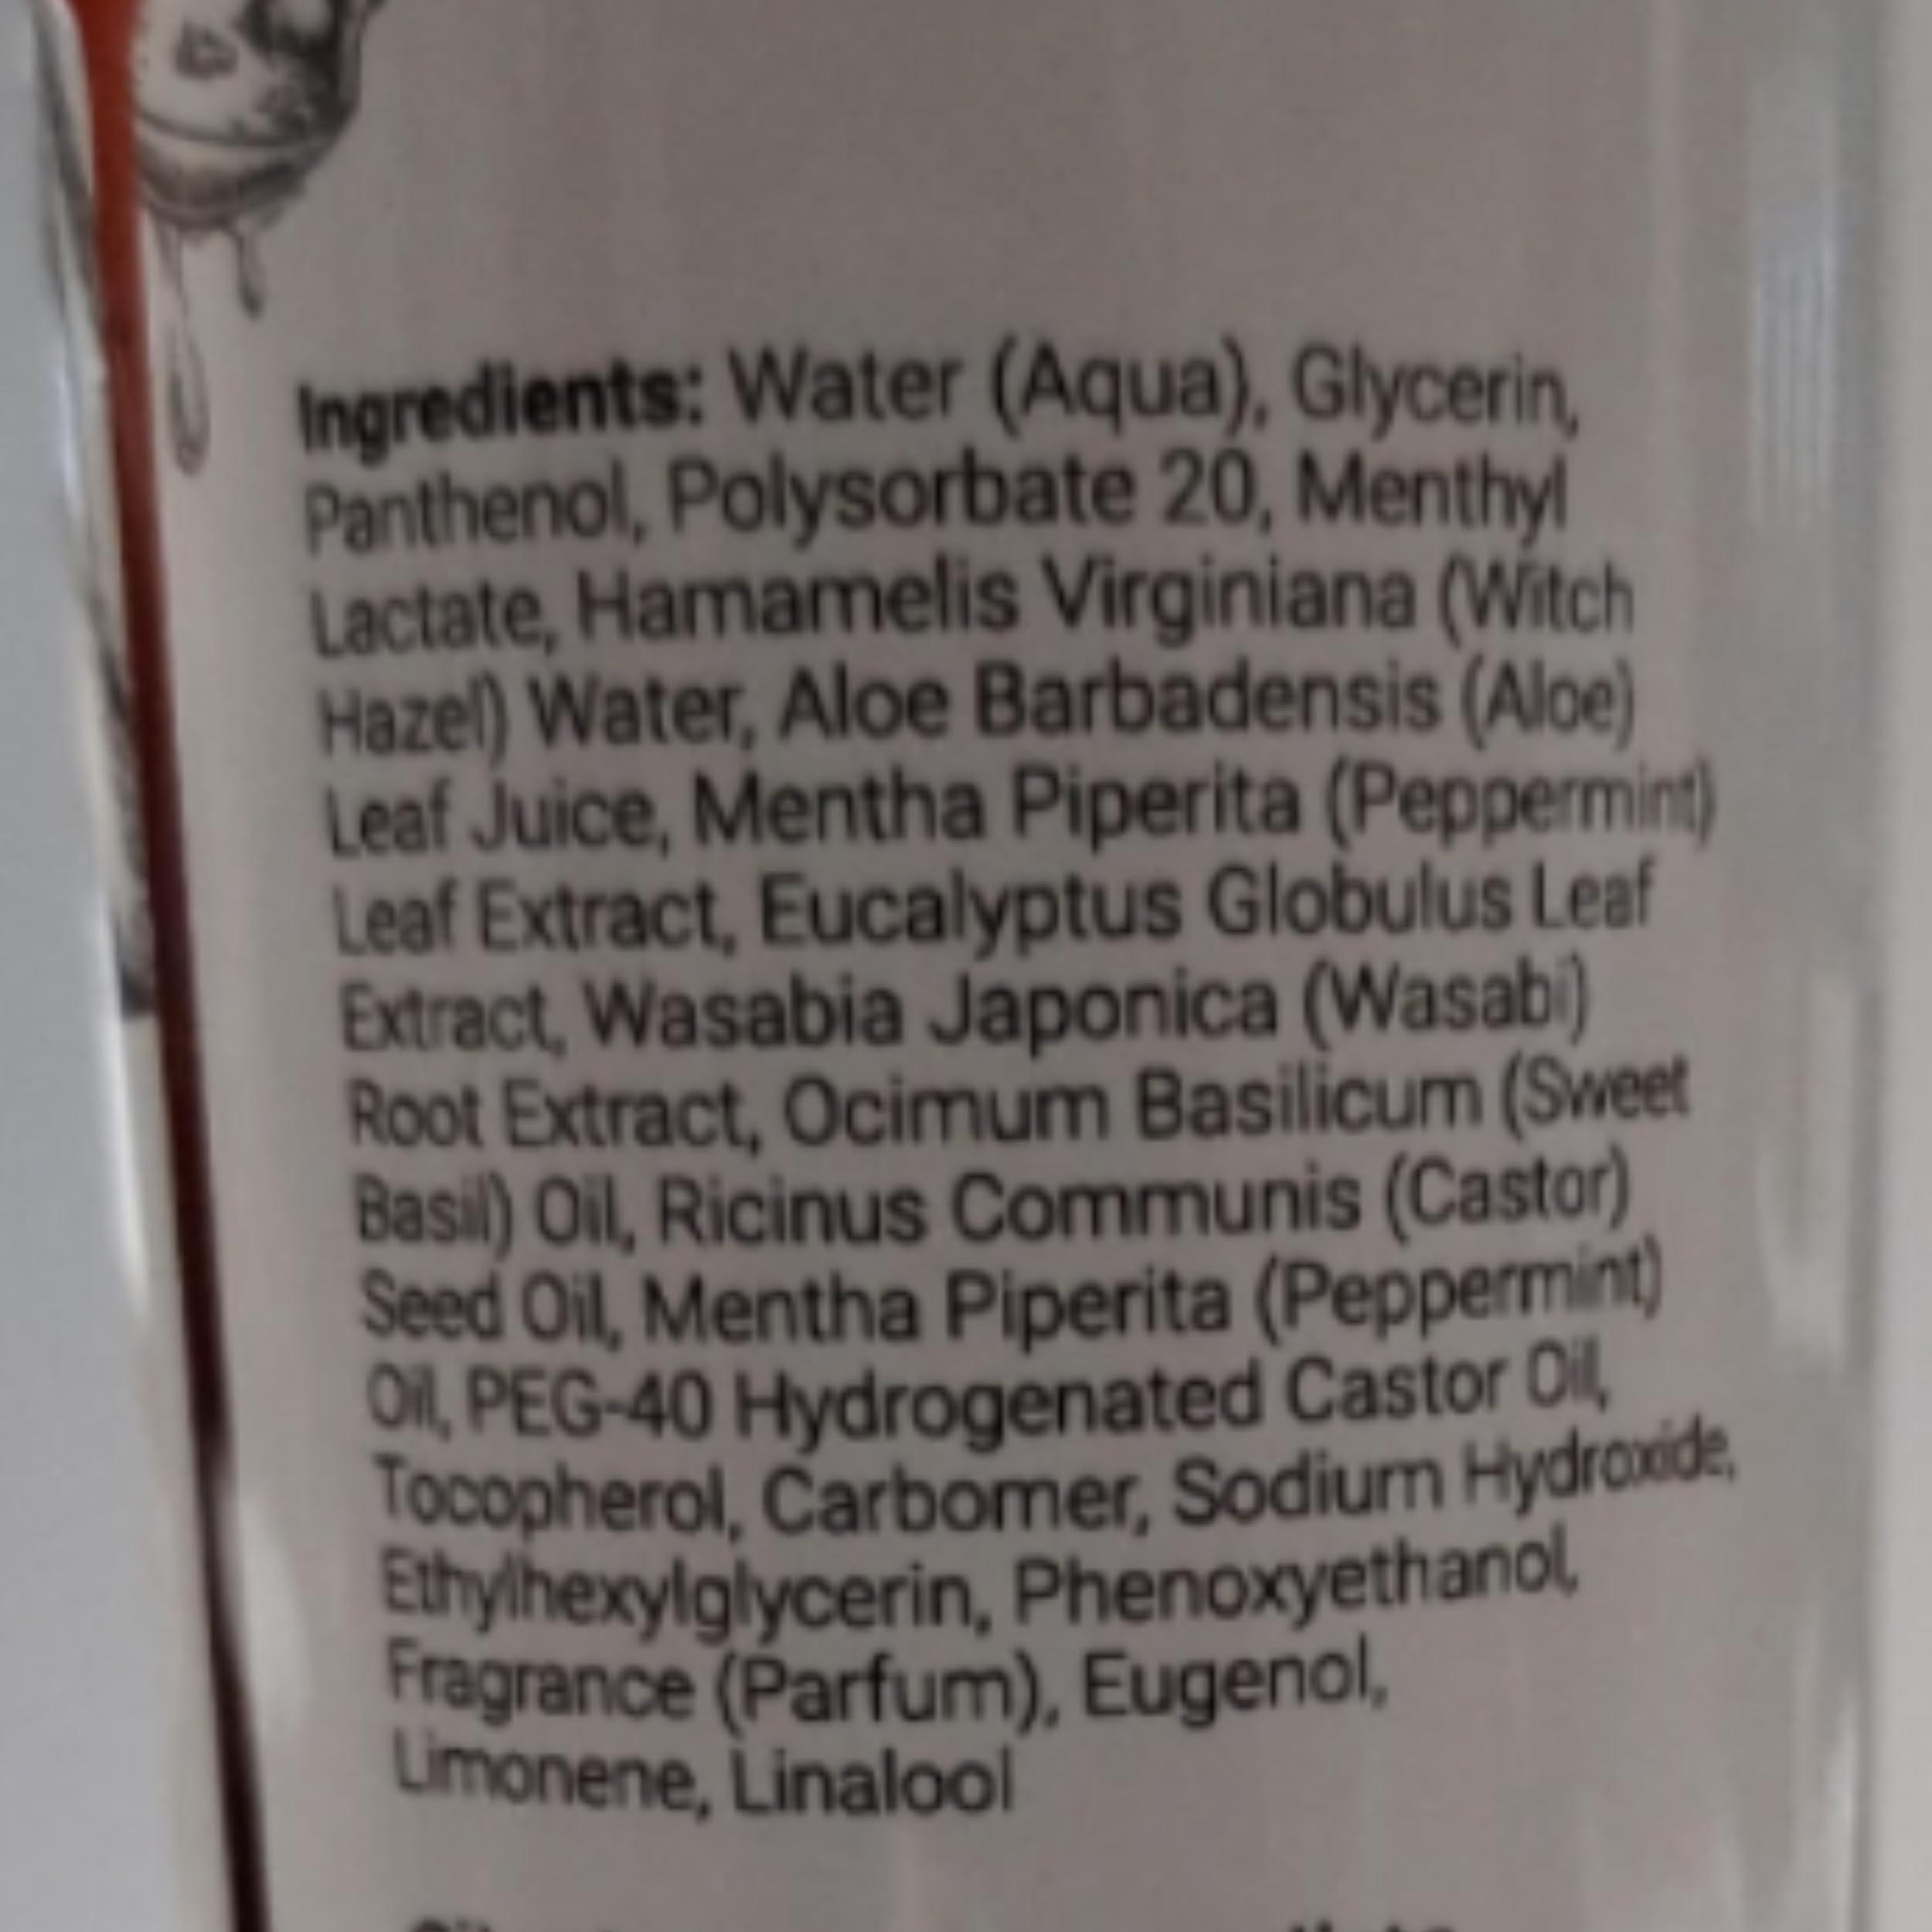 Ingredients: Water (Aqua), Glycerin,
Panthenol, Polysorbate 20, Menthyl
Lactate, Hamamelis Virginiana (Witch
Hazel) Water, Aloe Barbadensis (Aloe)
Leaf Juice, Mentha Piperita (Peppermint)
Leaf Extract, Eucalyptus Globulus Leaf
Extract, Wasabia Japonica (Wasabi)
Root Extract, Ocimum Basilicum (Sweet
Basil) Oil, Ricinus Communis (Castor)
Seed Oil, Mentha Piperita (Peppermint)
Oil, PEG-40 Hydrogenated Castor Oil,
Tocopherol, Carbomer, Sodium Hydroxide,
Ethylhexylglycerin, Phenoxyethanol,
Fragrance (Parfum), Eugenol,
Limonene, Linalool